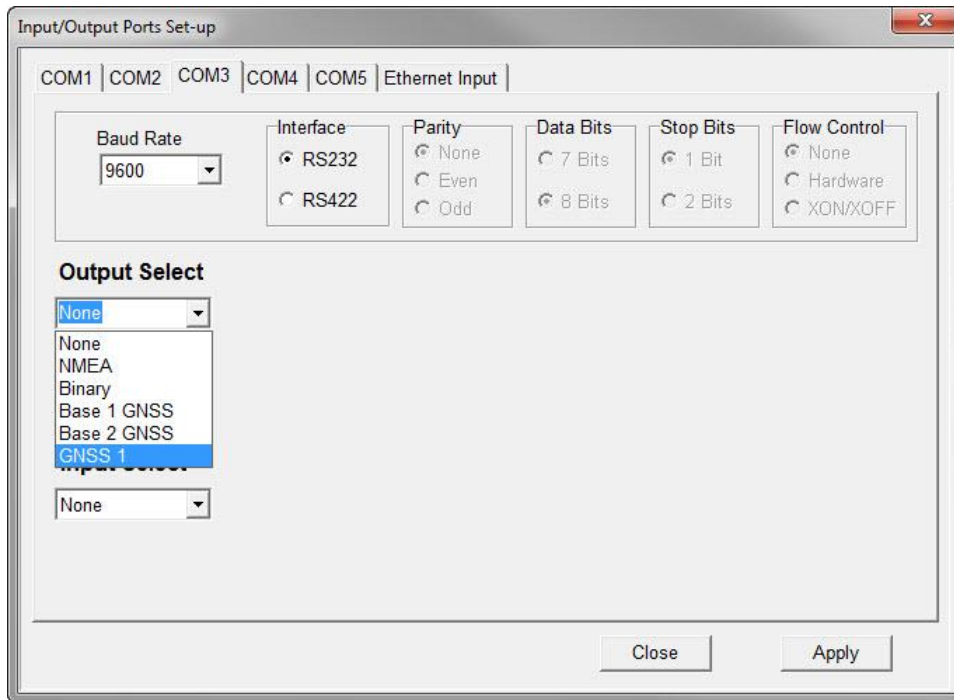 Input/Output Ports Set-up
COM1 COM2 COM3 COM4 COM5 Ethernet Input
Baud Rate
9600
Interface
RS232
RS422
Parity
None
Even
Odd
Data Bits
7 Bits
8 Bits
Stop Bits
1 Bit
2 Bits
Flow Control
None
Hardware
XON/XOFF
Output Select
None
None
NMEA
Binary
Base 1 GNSS
Base 2 GNSS
GNSS 1
Input Select
None
Close Apply